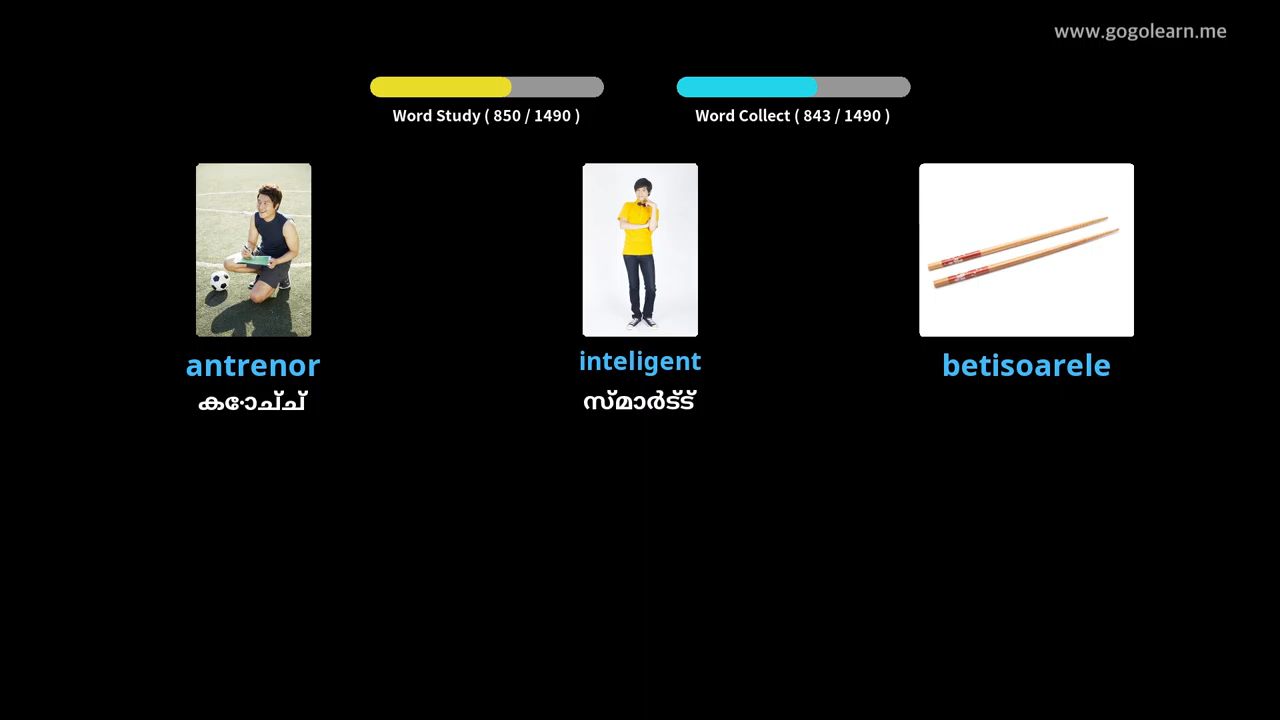 www.gogolearn.me
Word Study ( 850 / 1490 )
Word Collect ( 843 / 1490 )
antrenor
inteligent
betisoarele
കോച്ച്
സ്മാർട്ട്